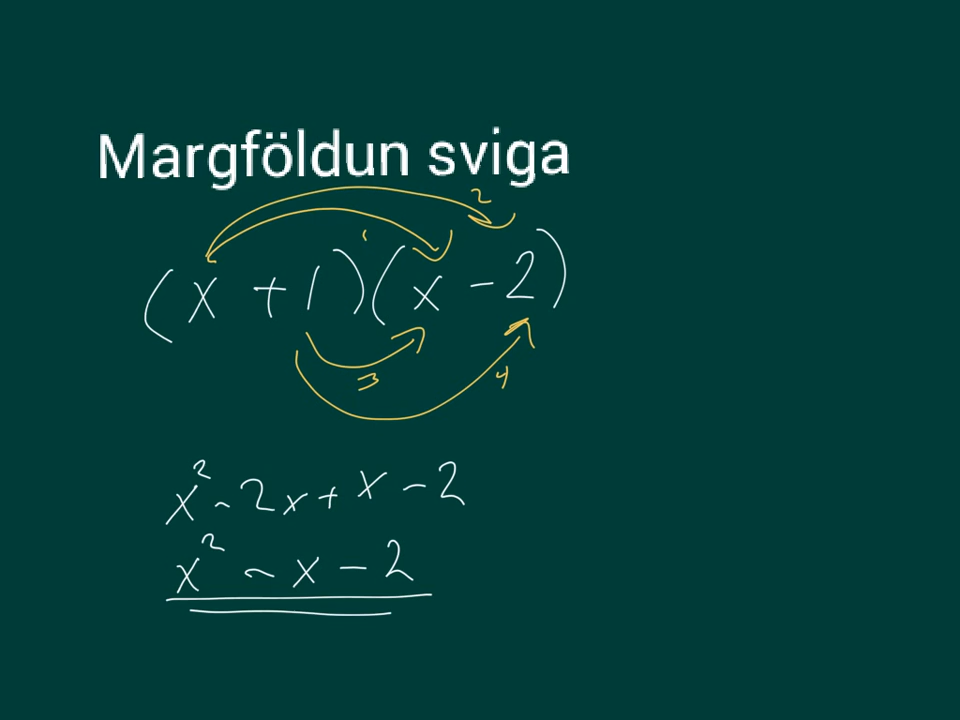 Margföldun sviga
2
1
(x + 1)(x - 2)
3
4
x² - 2x + x - 2
x² - x - 2